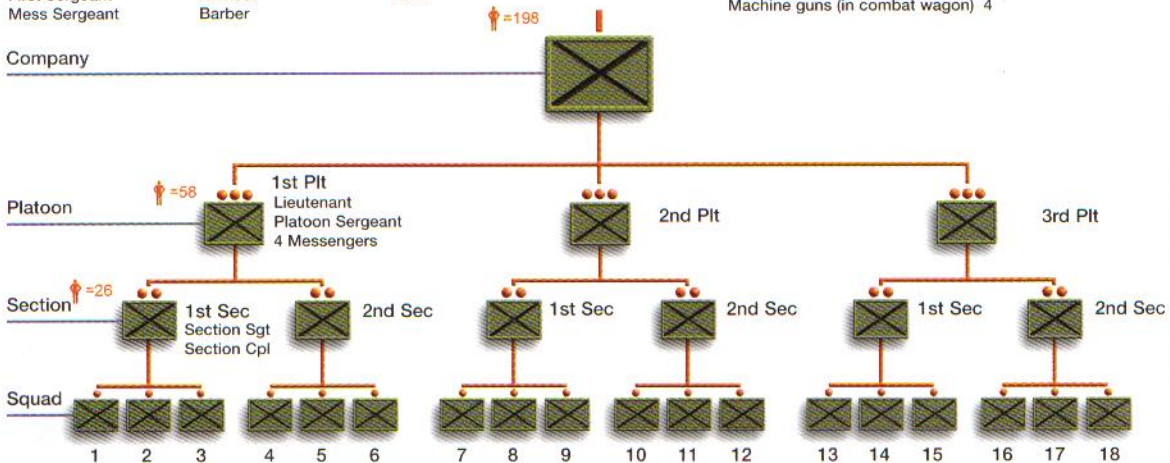 Mess Sergeant
Barber
=198
Machine guns (in combat wagon) 4
Company
=58
1st Plt
Lieutenant
Platoon Sergeant
4 Messengers
Platoon
2nd Plt
3rd Plt
=26
Section
1st Sec
Section Sgt
Section Cpl
2nd Sec
1st Sec
2nd Sec
1st Sec
2nd Sec
Squad
1 2 3 4 5 6 7 8 9 10 11 12 13 14 15 16 17 18